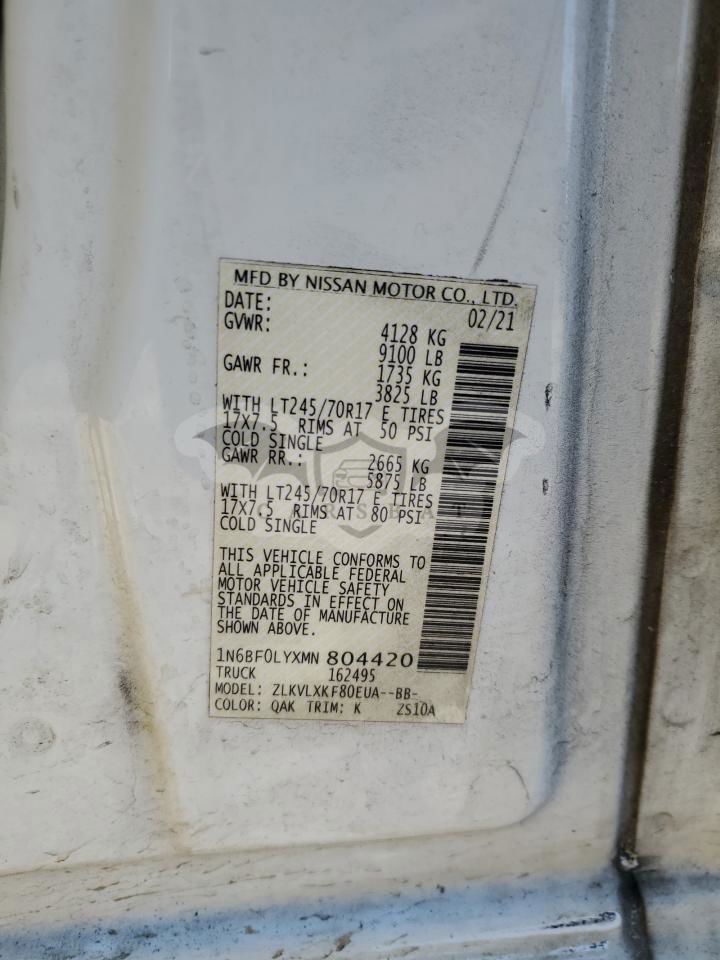 MFD BY NISSAN MOTOR CO., LTD.
DATE: 02/21
GVWR: 4128 KG
9100 LB
GAWR FR.: 1735 KG
3825 LB
WITH LT245/70R17 E TIRES
17X7.5 RIMS AT 50 PSI
COLD SINGLE
GAWR RR.: 2665 KG
5875 LB
WITH LT245/70R17 E TIRES
17X7.5 RIMS AT 80 PSI
COLD SINGLE
CARSBAT
THIS VEHICLE CONFORMS TO
ALL APPLICABLE FEDERAL
MOTOR VEHICLE SAFETY
STANDARDS IN EFFECT ON
THE DATE OF MANUFACTURE
SHOWN ABOVE.
1N6BF0LYXMN 804420
TRUCK 162495
MODEL: ZLKVLXKF80EUA--BB-
COLOR: QAK TRIM: K ZS10A